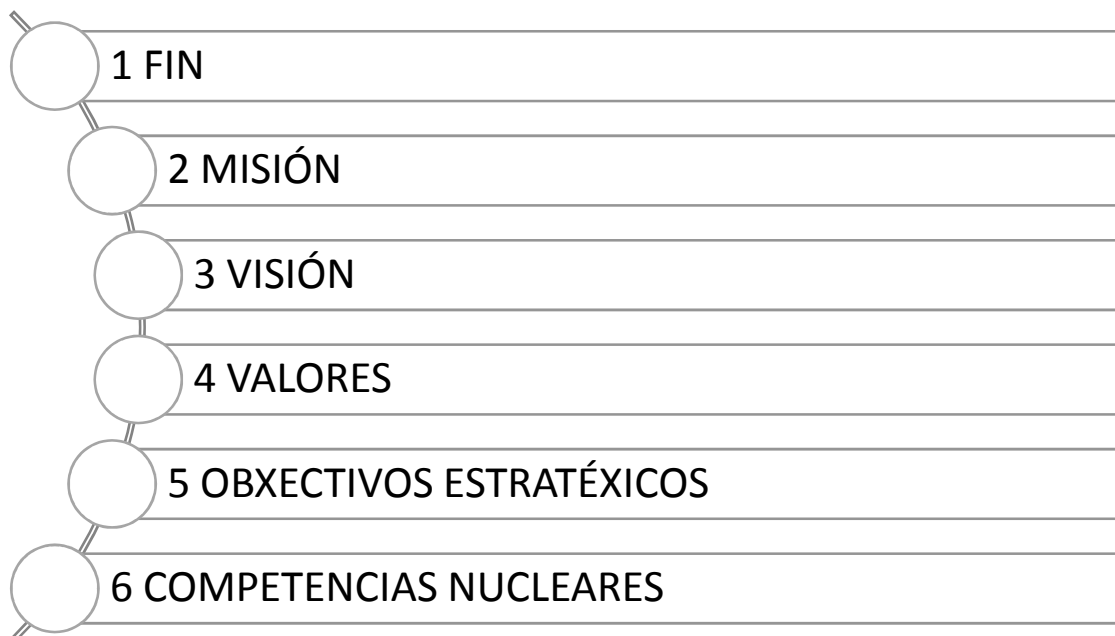 1 FIN
2 MISIÓN
3 VISIÓN
4 VALORES
5 OBXECTIVOS ESTRATÉXICOS
6 COMPETENCIAS NUCLEARES